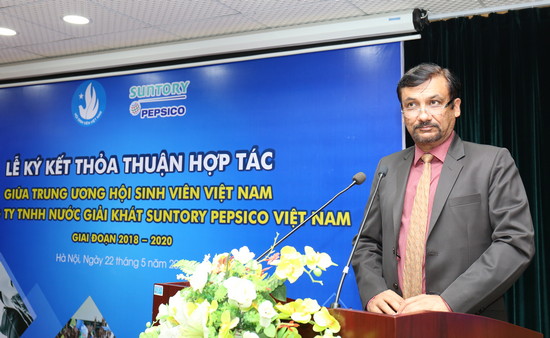 SUNTORY
PEPSICO
LỄ KÝ KẾT THỎA THUẬN HỢP TÁC
GIỮA TRUNG ƯƠNG HỘI SINH VIÊN VIỆT NAM
TY TNHH NƯỚC GIẢI KHÁT SUNTORY PEPSICO VIỆT NAM
GIAI ĐOẠN 2018 – 2020
Hà Nội, Ngày 22 tháng 5 năm